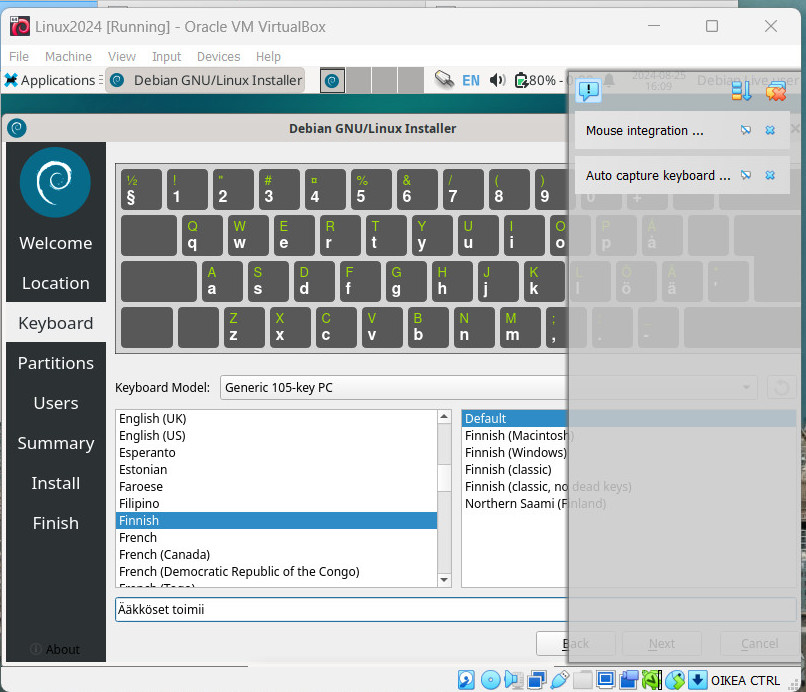 Linux2024 [Running] - Oracle VM VirtualBox
File Machine View Input Devices Help
Applications Debian GNU/Linux Installer EN 80% - 2024-08-25 16:09 Debian Live user
Debian GNU/Linux Installer
Mouse integration ...
Auto capture keyboard ...
Welcome
Location
Keyboard
Partitions
Users
Summary
Install
Finish
About
½ ! " # ¤ % & / ( )
§ 1 2 3 4 5 6 7 8 9 0 +
Q W E R T Y U I O P Å
q w e r t y u i o p å
A S D F G H J K L Ö Ä
a s d f g h j k l ö ä '
Z X C V B N M ;
z x c v b n m , . -
Keyboard Model: Generic 105-key PC
English (UK)
English (US)
Esperanto
Estonian
Faroese
Filipino
Finnish
French
French (Canada)
French (Democratic Republic of the Congo)
French (Togo)
Default
Finnish (Macintosh)
Finnish (Windows)
Finnish (classic)
Finnish (classic, no dead keys)
Northern Saami (Finland)
Ääkköset toimii
Back Next Cancel
OIKEA CTRL